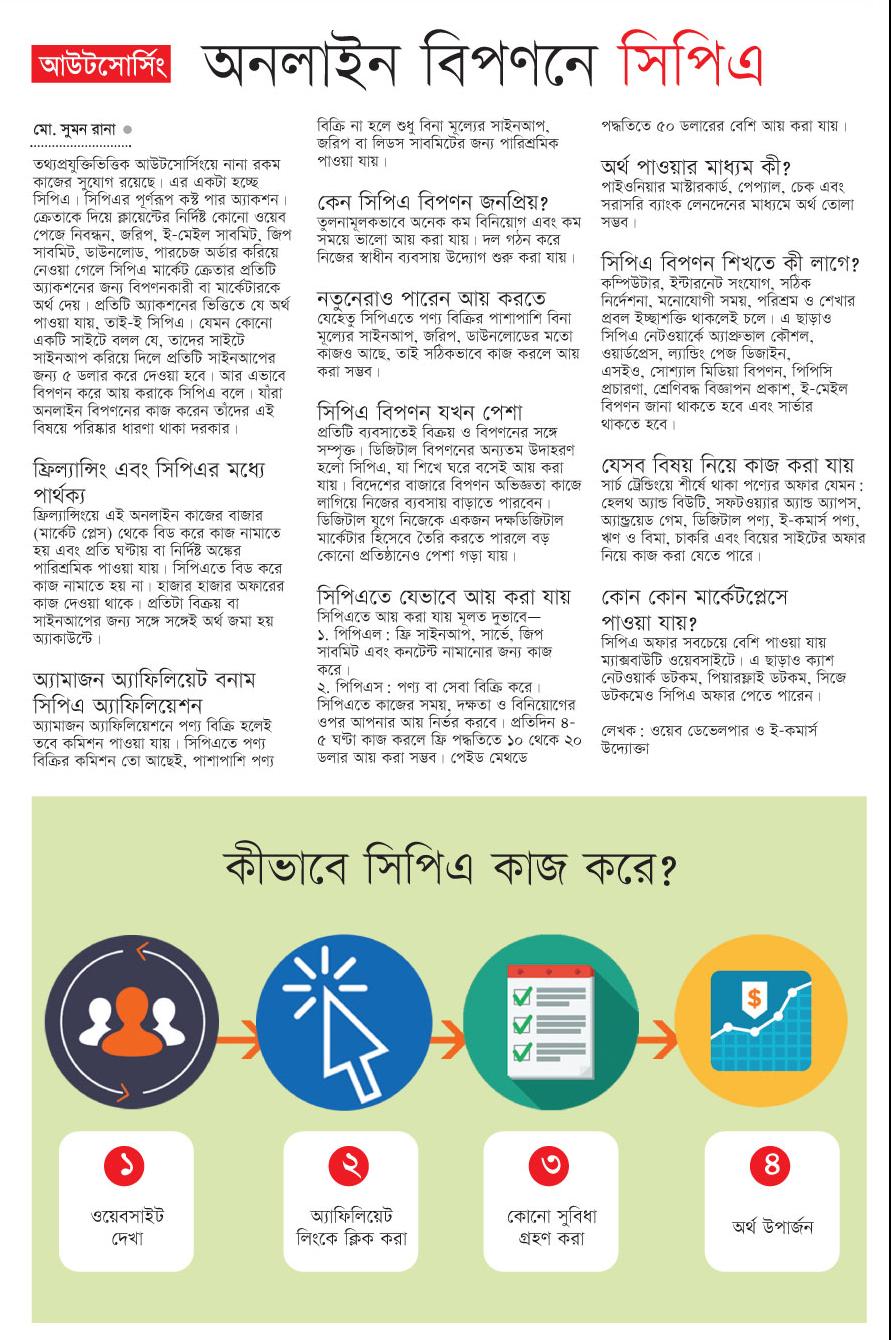 আউটসোর্সিং
অনলাইন বিপণনে সিপিএ
মো. সুমন রানা
তথ্যপ্রযুক্তিভিত্তিক আউটসোর্সিংয়ে নানা রকম
কাজের সুযোগ রয়েছে। এর একটা হচ্ছে
সিপিএ। সিপিএর পূর্ণরূপ কস্ট পার অ্যাকশন।
ক্রেতাকে দিয়ে ক্লায়েন্টের নির্দিষ্ট কোনো ওয়েব
পেজে নিবন্ধন, জরিপ, ই-মেইল সাবমিট, জিপ
সাবমিট, ডাউনলোড, পারচেজ অর্ডার করিয়ে
নেওয়া গেলে সিপিএ মার্কেট ক্রেতার প্রতিটি
অ্যাকশনের জন্য বিপণনকারী বা মার্কেটারকে
অর্থ দেয়। প্রতিটি অ্যাকশনের ভিত্তিতে যে অর্থ
পাওয়া যায়, তাই-ই সিপিএ। যেমন কোনো
একটি সাইটে বলল যে, তাদের সাইটে
সাইনআপ করিয়ে দিলে প্রতিটি সাইনআপের
জন্য ৫ ডলার করে দেওয়া হবে। আর এভাবে
বিপণন করে আয় করাকে সিপিএ বলে। যাঁরা
অনলাইন বিপণনের কাজ করেন তাঁদের এই
বিষয়ে পরিষ্কার ধারণা থাকা দরকার।
ফ্রিল্যান্সিং এবং সিপিএর মধ্যে
পার্থক্য
ফ্রিল্যান্সিংয়ে এই অনলাইন কাজের বাজার
(মার্কেট প্লেস) থেকে বিড করে কাজ নামাতে
হয় এবং প্রতি ঘণ্টায় বা নির্দিষ্ট অঙ্কের
পারিশ্রমিক পাওয়া যায়। সিপিএতে বিড করে
কাজ নামাতে হয় না। হাজার হাজার অফারের
কাজ দেওয়া থাকে। প্রতিটা বিক্রয় বা
সাইনআপের জন্য সঙ্গে সঙ্গেই অর্থ জমা হয়
অ্যাকাউন্টে।
অ্যামাজন অ্যাফিলিয়েট বনাম
সিপিএ অ্যাফিলিয়েশন
অ্যামাজন অ্যাফিলিয়েশনে পণ্য বিক্রি হলেই
তবে কমিশন পাওয়া যায়। সিপিএতে পণ্য
বিক্রির কমিশন তো আছেই, পাশাপাশি পণ্য
বিক্রি না হলে শুধু বিনা মূল্যের সাইনআপ,
জরিপ বা লিডস সাবমিটের জন্য পারিশ্রমিক
পাওয়া যায়।
কেন সিপিএ বিপণন জনপ্রিয়?
তুলনামূলকভাবে অনেক কম বিনিয়োগ এবং কম
সময়ে ভালো আয় করা যায়। দল গঠন করে
নিজের স্বাধীন ব্যবসায় উদ্যোগ শুরু করা যায়।
নতুনেরাও পারেন আয় করতে
যেহেতু সিপিএতে পণ্য বিক্রির পাশাপাশি বিনা
মূল্যের সাইনআপ, জরিপ, ডাউনলোডের মতো
কাজও আছে, তাই সঠিকভাবে কাজ করলে আয়
করা সম্ভব।
সিপিএ বিপণন যখন পেশা
প্রতিটি ব্যবসাতেই বিক্রয় ও বিপণনের সঙ্গে
সম্পৃক্ত। ডিজিটাল বিপণনের অন্যতম উদাহরণ
হলো সিপিএ, যা শিখে ঘরে বসেই আয় করা
যায়। বিদেশের বাজারে বিপণন অভিজ্ঞতা কাজে
লাগিয়ে নিজের ব্যবসায় বাড়াতে পারবেন।
ডিজিটাল যুগে নিজেকে একজন দক্ষডিজিটাল
মার্কেটার হিসেবে তৈরি করতে পারলে বড়
কোনো প্রতিষ্ঠানেও পেশা গড়া যায়।
সিপিএতে যেভাবে আয় করা যায়
সিপিএতে আয় করা যায় মূলত দুভাবে—
১. পিপিএল : ফ্রি সাইনআপ, সার্ভে, জিপ
সাবমিট এবং কনটেন্ট নামানোর জন্য কাজ
করে।
২. পিপিএস : পণ্য বা সেবা বিক্রি করে।
সিপিএতে কাজের সময়, দক্ষতা ও বিনিয়োগের
ওপর আপনার আয় নির্ভর করবে। প্রতিদিন ৪-
৫ ঘণ্টা কাজ করলে ফ্রি পদ্ধতিতে ১০ থেকে ২০
ডলার আয় করা সম্ভব। পেইড মেথডে
পদ্ধতিতে ৫০ ডলারের বেশি আয় করা যায়।
অর্থ পাওয়ার মাধ্যম কী?
পাইওনিয়ার মাস্টারকার্ড, পেপ্যাল, চেক এবং
সরাসরি ব্যাংক লেনদেনের মাধ্যমে অর্থ তোলা
সম্ভব।
সিপিএ বিপণন শিখতে কী লাগে?
কম্পিউটার, ইন্টারনেট সংযোগ, সঠিক
নির্দেশনা, মনোযোগী সময়, পরিশ্রম ও শেখার
প্রবল ইচ্ছাশক্তি থাকলেই চলে। এ ছাড়াও
সিপিএ নেটওয়ার্কে অ্যাপ্রুভাল কৌশল,
ওয়ার্ডপ্রেস, ল্যান্ডিং পেজ ডিজাইন,
এসইও, সোশ্যাল মিডিয়া বিপণন, পিপিসি
প্রচারণা, শ্রেণিবদ্ধ বিজ্ঞাপন প্রকাশ, ই-মেইল
বিপণন জানা থাকতে হবে এবং সার্ভার
থাকতে হবে।
যেসব বিষয় নিয়ে কাজ করা যায়
সার্চ ট্রেন্ডিংয়ে শীর্ষে থাকা পণ্যের অফার যেমন :
হেলথ অ্যান্ড বিউটি, সফটওয়্যার অ্যান্ড অ্যাপস,
অ্যান্ড্রয়েড গেম, ডিজিটাল পণ্য, ই-কমার্স পণ্য,
ঋণ ও বিমা, চাকরি এবং বিয়ের সাইটের অফার
নিয়ে কাজ করা যেতে পারে।
কোন কোন মার্কেটপ্লেসে
পাওয়া যায়?
সিপিএ অফার সবচেয়ে বেশি পাওয়া যায়
ম্যাক্সবাউটি ওয়েবসাইটে। এ ছাড়াও ক্যাশ
নেটওয়ার্ক ডটকম, পিয়ারফ্লাই ডটকম, সিজে
ডটকমেও সিপিএ অফার পেতে পারেন।
লেখক : ওয়েব ডেভেলপার ও ই-কমার্স
উদ্যোক্তা
কীভাবে সিপিএ কাজ করে?
$
১
ওয়েবসাইট
দেখা
২
অ্যাফিলিয়েট
লিংকে ক্লিক করা
৩
কোনো সুবিধা
গ্রহণ করা
৪
অর্থ উপার্জন